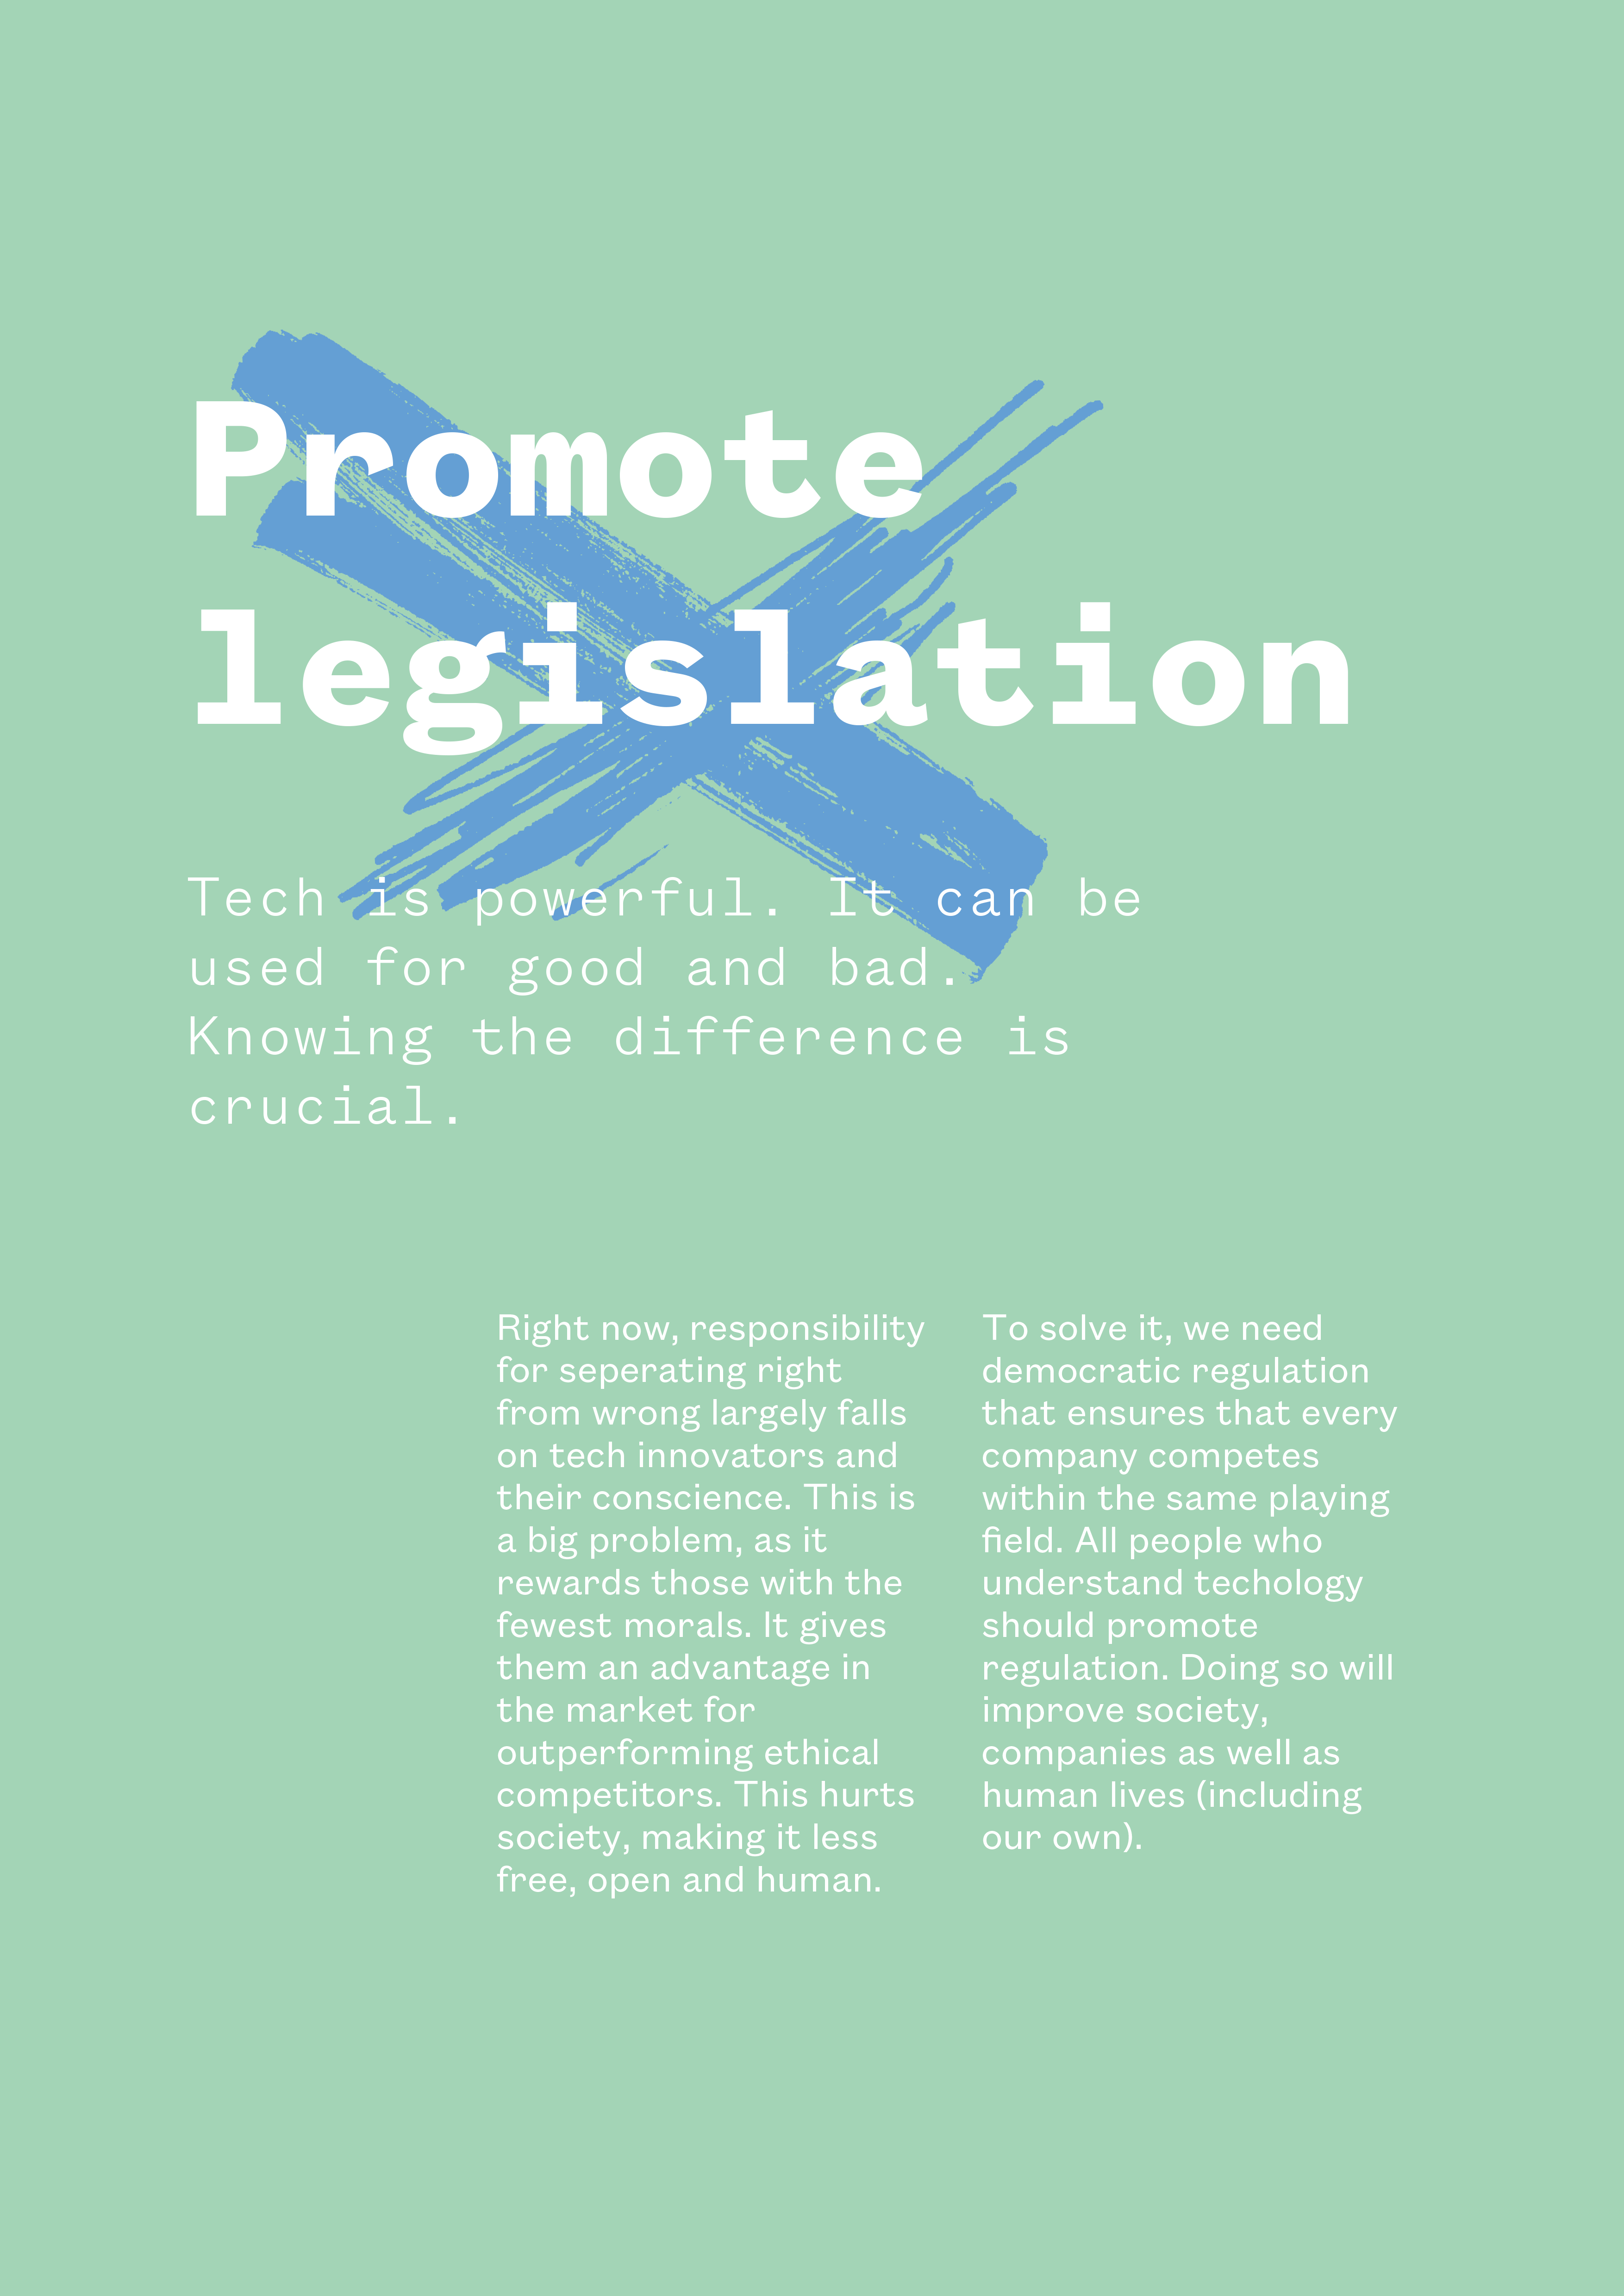 Promote
legislation
Tech is powerful. It can be
used for good and bad.
Knowing the difference is
crucial.
Right now, responsibility
for seperating right
from wrong largely falls
on tech innovators and
their conscience. This is
a big problem, as it
rewards those with the
fewest morals. It gives
them an advantage in
the market for
outperforming ethical
competitors. This hurts
society, making it less
free, open and human.
To solve it, we need
democratic regulation
that ensures that every
company competes
within the same playing
field. All people who
understand techology
should promote
regulation. Doing so will
improve society,
companies as well as
human lives (including
our own).